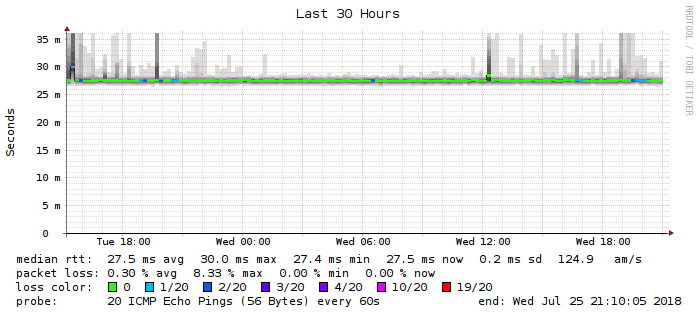 Last 30 Hours
RRDTOOL / TOBI OETIKER
Seconds
35 m
30 m
25 m
20 m
15 m
10 m
5 m
0
Tue 18:00 Wed 00:00 Wed 06:00 Wed 12:00 Wed 18:00
median rtt: 27.5 ms avg 30.0 ms max 27.4 ms min 27.5 ms now 0.2 ms sd 124.9 am/s
packet loss: 0.30 % avg 8.33 % max 0.00 % min 0.00 % now
loss color: 0 1/20 2/20 3/20 4/20 10/20 19/20
probe: 20 ICMP Echo Pings (56 Bytes) every 60s end: Wed Jul 25 21:10:05 2018